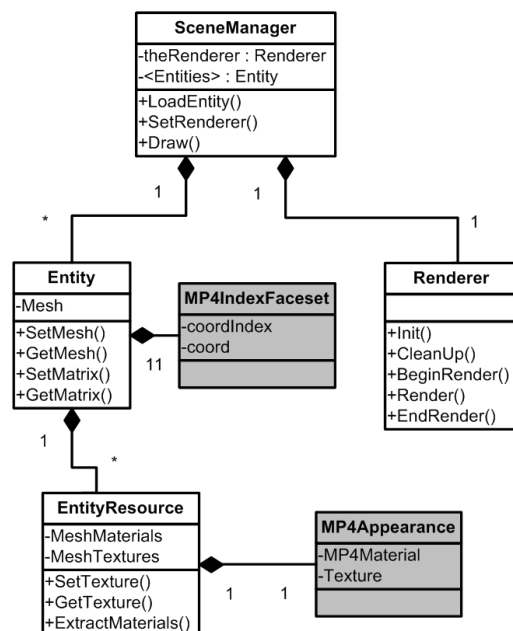 SceneManager
-theRenderer : Renderer
-<Entities> : Entity
+LoadEntity()
+SetRenderer()
+Draw()
1
1
*
1
Entity
-Mesh
+SetMesh()
+GetMesh()
+SetMatrix()
+GetMatrix()
MP4IndexFaceset
-coordIndex
-coord
11
Renderer
+Init()
+CleanUp()
+BeginRender()
+Render()
+EndRender()
1
*
EntityResource
-MeshMaterials
-MeshTextures
+SetTexture()
+GetTexture()
+ExtractMaterials()
MP4Appearance
-MP4Material
-Texture
1
1